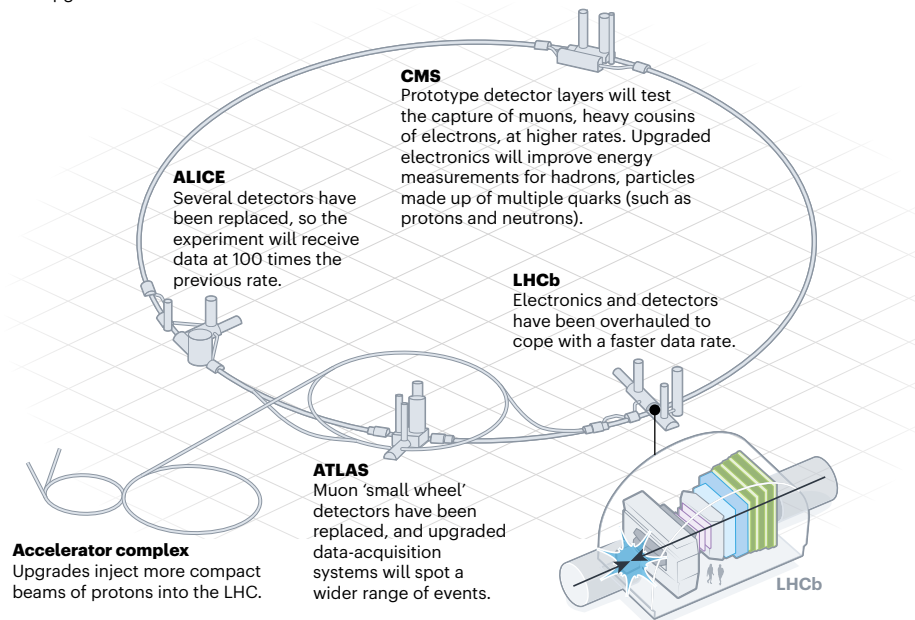 CMS
Prototype detector layers will test
the capture of muons, heavy cousins
of electrons, at higher rates. Upgraded
electronics will improve energy
measurements for hadrons, particles
made up of multiple quarks (such as
protons and neutrons).
ALICE
Several detectors have
been replaced, so the
experiment will receive
data at 100 times the
previous rate.
LHCb
Electronics and detectors
have been overhauled to
cope with a faster data rate.
ATLAS
Muon ‘small wheel’
detectors have been
replaced, and upgraded
data-acquisition
systems will spot a
wider range of events.
Accelerator complex
Upgrades inject more compact
beams of protons into the LHC.
LHCb